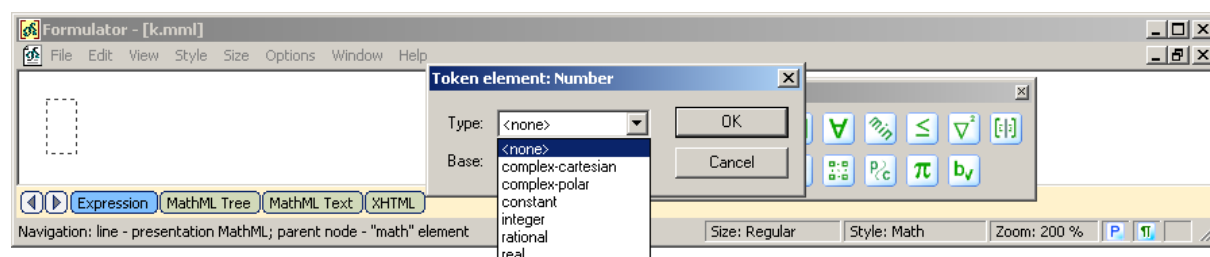 Formulator - [k.mml]
File Edit View Style Size Options Window Help
Token element: Number
Type: <none>
OK
Base:
Cancel
<none>
complex-cartesian
complex-polar
constant
integer
rational
real
∀ ≤ ∇²
P/c π b√
Expression MathML Tree MathML Text XHTML
Navigation: line - presentation MathML; parent node - "math" element
Size: Regular Style: Math Zoom: 200 % P ¶